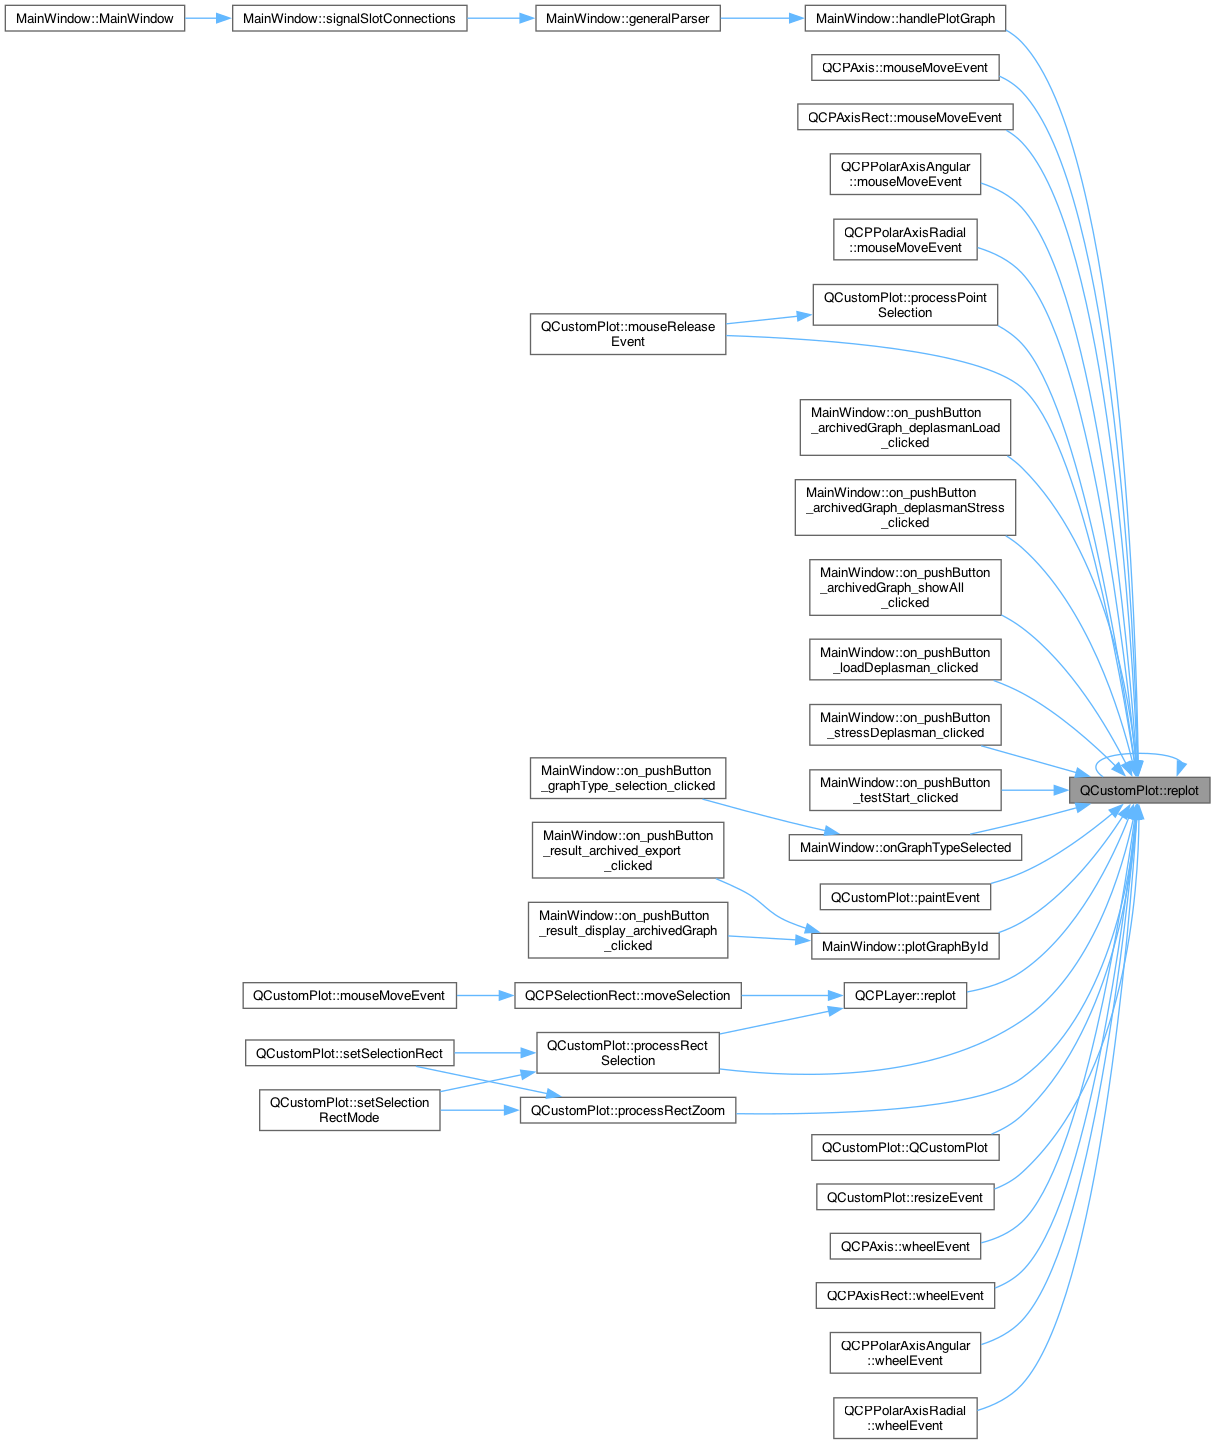 MainWindow::MainWindow
MainWindow::signalSlotConnections
MainWindow::generalParser
MainWindow::handlePlotGraph
QCPAxis::mouseMoveEvent
QCPAxisRect::mouseMoveEvent
QCPPolarAxisAngular
::mouseMoveEvent
QCPPolarAxisRadial
::mouseMoveEvent
QCustomPlot::processPoint
Selection
QCustomPlot::mouseRelease
Event
MainWindow::on_pushButton
_archivedGraph_deplasmanLoad
_clicked
MainWindow::on_pushButton
_archivedGraph_deplasmanStress
_clicked
MainWindow::on_pushButton
_archivedGraph_showAll
_clicked
MainWindow::on_pushButton
_loadDeplasman_clicked
MainWindow::on_pushButton
_stressDeplasman_clicked
MainWindow::on_pushButton
_graphType_selection_clicked
MainWindow::on_pushButton
_testStart_clicked
QCustomPlot::replot
MainWindow::on_pushButton
_result_archived_export
_clicked
MainWindow::onGraphTypeSelected
QCustomPlot::paintEvent
MainWindow::on_pushButton
_result_display_archivedGraph
_clicked
MainWindow::plotGraphById
QCustomPlot::mouseMoveEvent
QCPSelectionRect::moveSelection
QCPLayer::replot
QCustomPlot::setSelectionRect
QCustomPlot::processRect
Selection
QCustomPlot::setSelection
RectMode
QCustomPlot::processRectZoom
QCustomPlot::QCustomPlot
QCustomPlot::resizeEvent
QCPAxis::wheelEvent
QCPAxisRect::wheelEvent
QCPPolarAxisAngular
::wheelEvent
QCPPolarAxisRadial
::wheelEvent